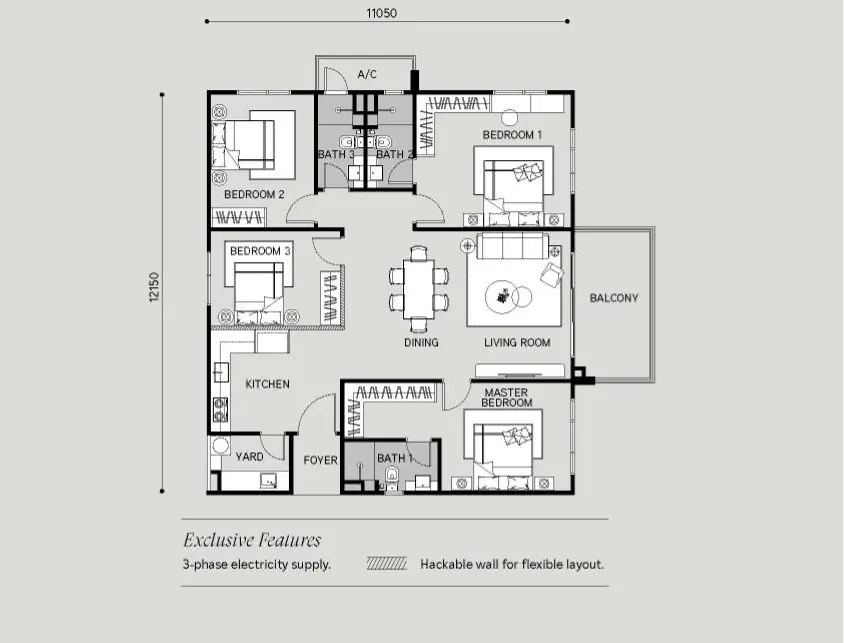 11050
A/C
12150
BEDROOM 1
BATH 3
BATH 2
BEDROOM 2
BEDROOM 3
BALCONY
DINING
LIVING ROOM
KITCHEN
MASTER
BEDROOM
YARD
FOYER
BATH 1
Exclusive Features
3-phase electricity supply.
Hackable wall for flexible layout.